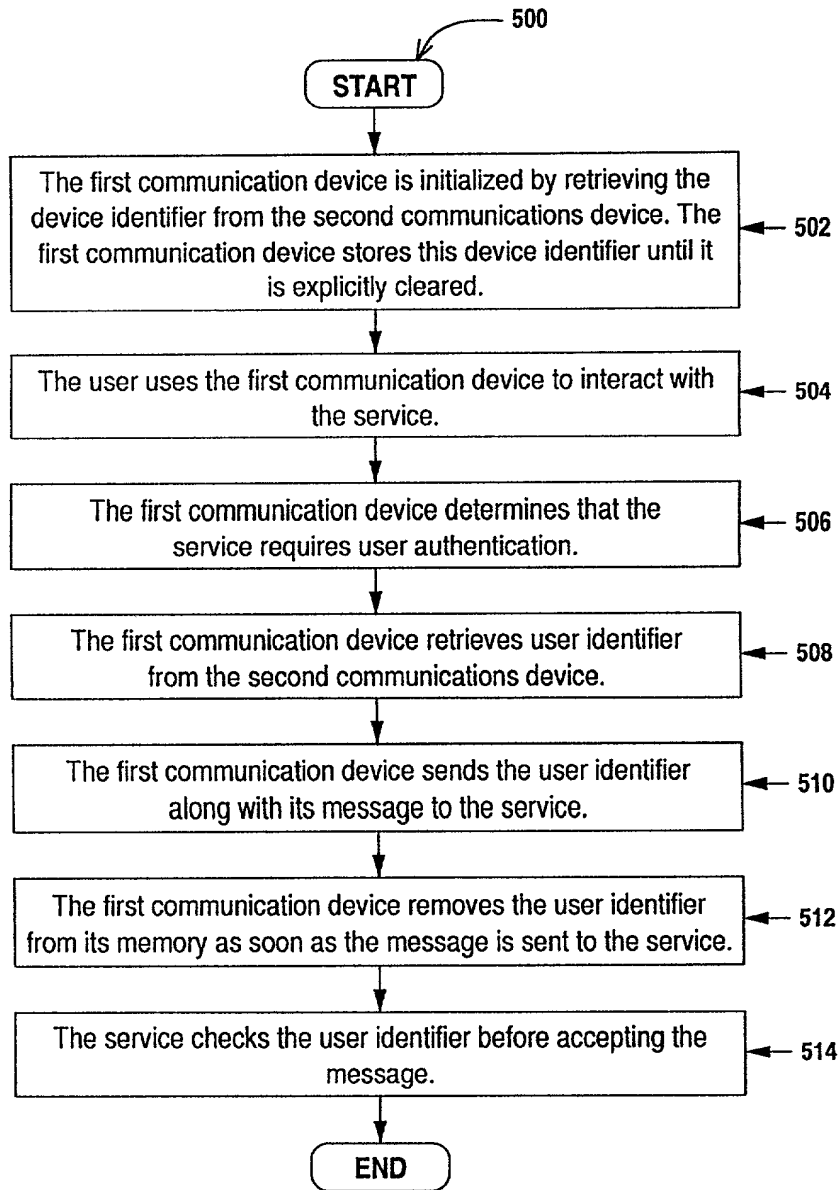 500
START
The first communication device is initialized by retrieving the
device identifier from the second communications device. The
first communication device stores this device identifier until it
is explicitly cleared.
502
The user uses the first communication device to interact with
the service.
504
The first communication device determines that the
service requires user authentication.
506
The first communication device retrieves user identifier
from the second communications device.
508
The first communication device sends the user identifier
along with its message to the service.
510
The first communication device removes the user identifier
from its memory as soon as the message is sent to the service.
512
The service checks the user identifier before accepting the
message.
514
END